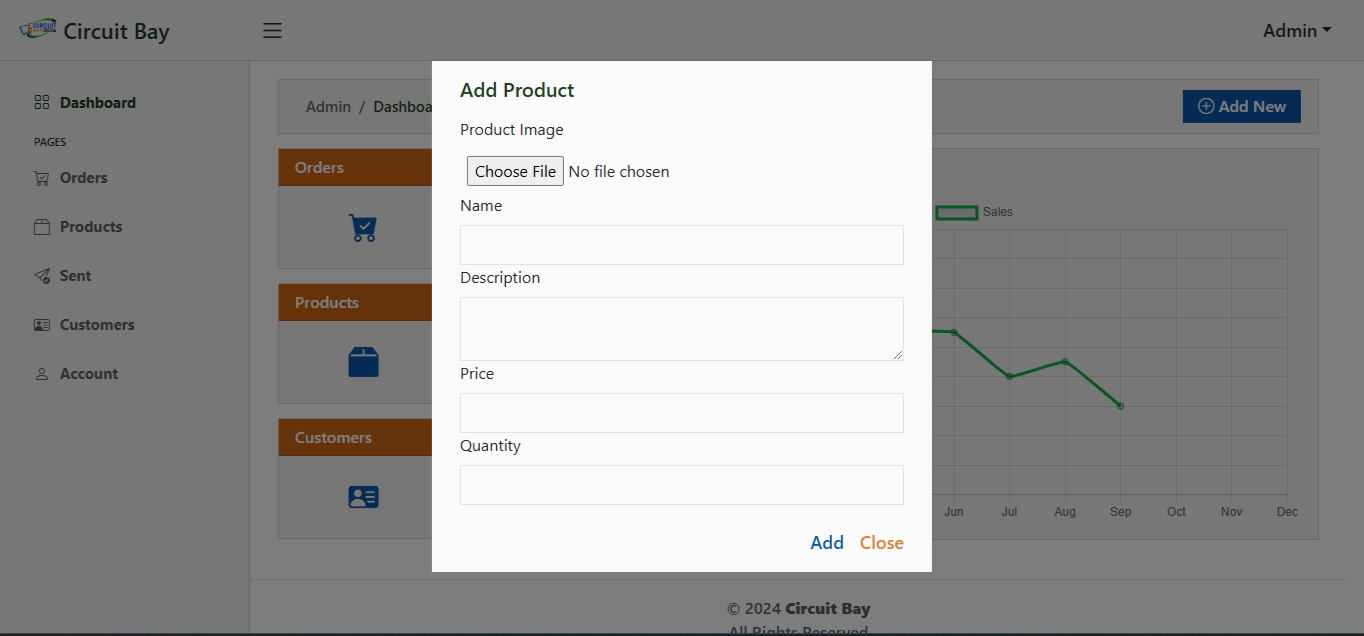 Circuit Bay
Admin
Dashboard
PAGES
Orders
Products
Sent
Customers
Account
Admin / Dashboa
Add New
Orders
Products
Customers
Sales
Jun Jul Aug Sep Oct Nov Dec
Add Product
Product Image
Choose File No file chosen
Name
Description
Price
Quantity
Add Close
© 2024 Circuit Bay
All Rights Reserved